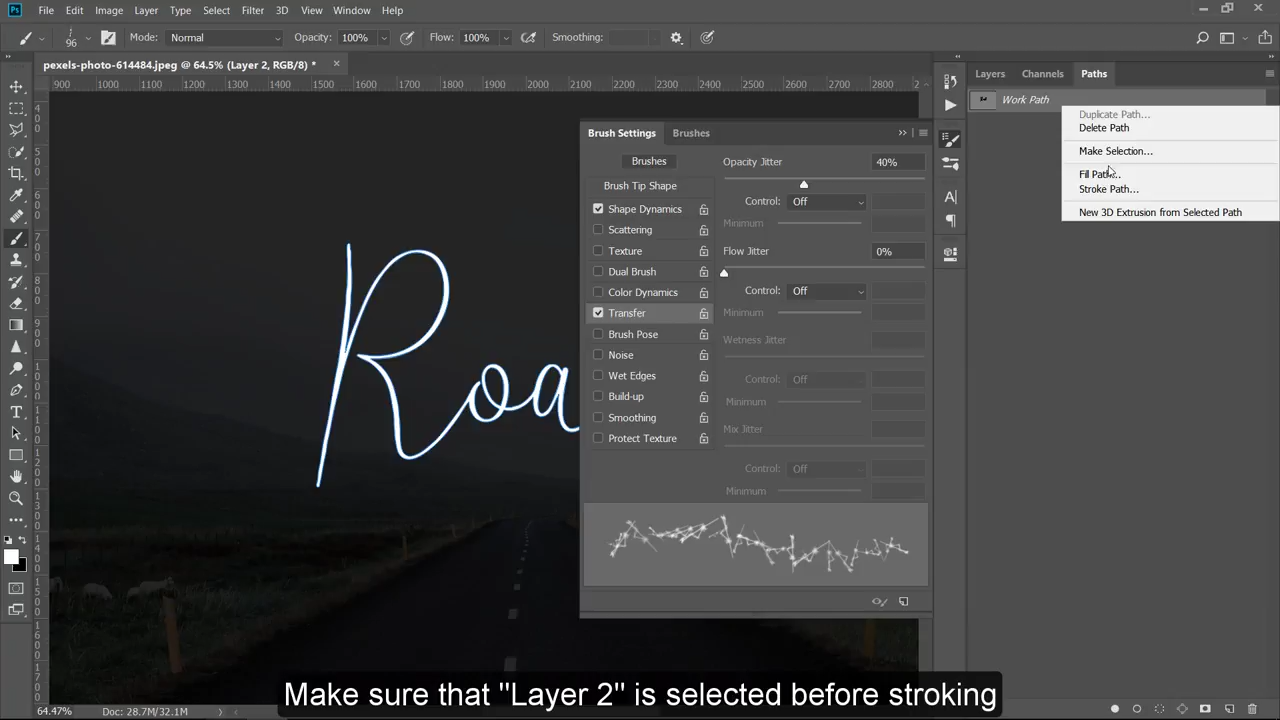 Ps File Edit Image Layer Type Select Filter 3D View Window Help
96 Mode: Normal Opacity: 100% Flow: 100% Smoothing:
pexels-photo-614484.jpeg @ 64.5% (Layer 2, RGB/8) * ×
900 1000 1100 1200 1300 1400 1500 1600 1700 1800 1900 2000 2100 2200 2300 2400 2500 2600 2700 2800
Layers Channels Paths
Work Path
Duplicate Path...
Delete Path
Make Selection...
Fill Path...
Stroke Path...
New 3D Extrusion from Selected Path
Brush Settings Brushes
Brushes Opacity Jitter 40%
Brush Tip Shape
Control: Off
Shape Dynamics
Minimum
Scattering
Texture Flow Jitter 0%
Dual Brush
Color Dynamics Control: Off
Transfer Minimum
Brush Pose Wetness Jitter
Noise
Wet Edges Control: Off
Build-up Minimum
Smoothing Mix Jitter
Protect Texture
Control: Off
Minimum
Roa
64.47% Doc: 28.7M/32.1M
Make sure that "Layer 2" is selected before stroking